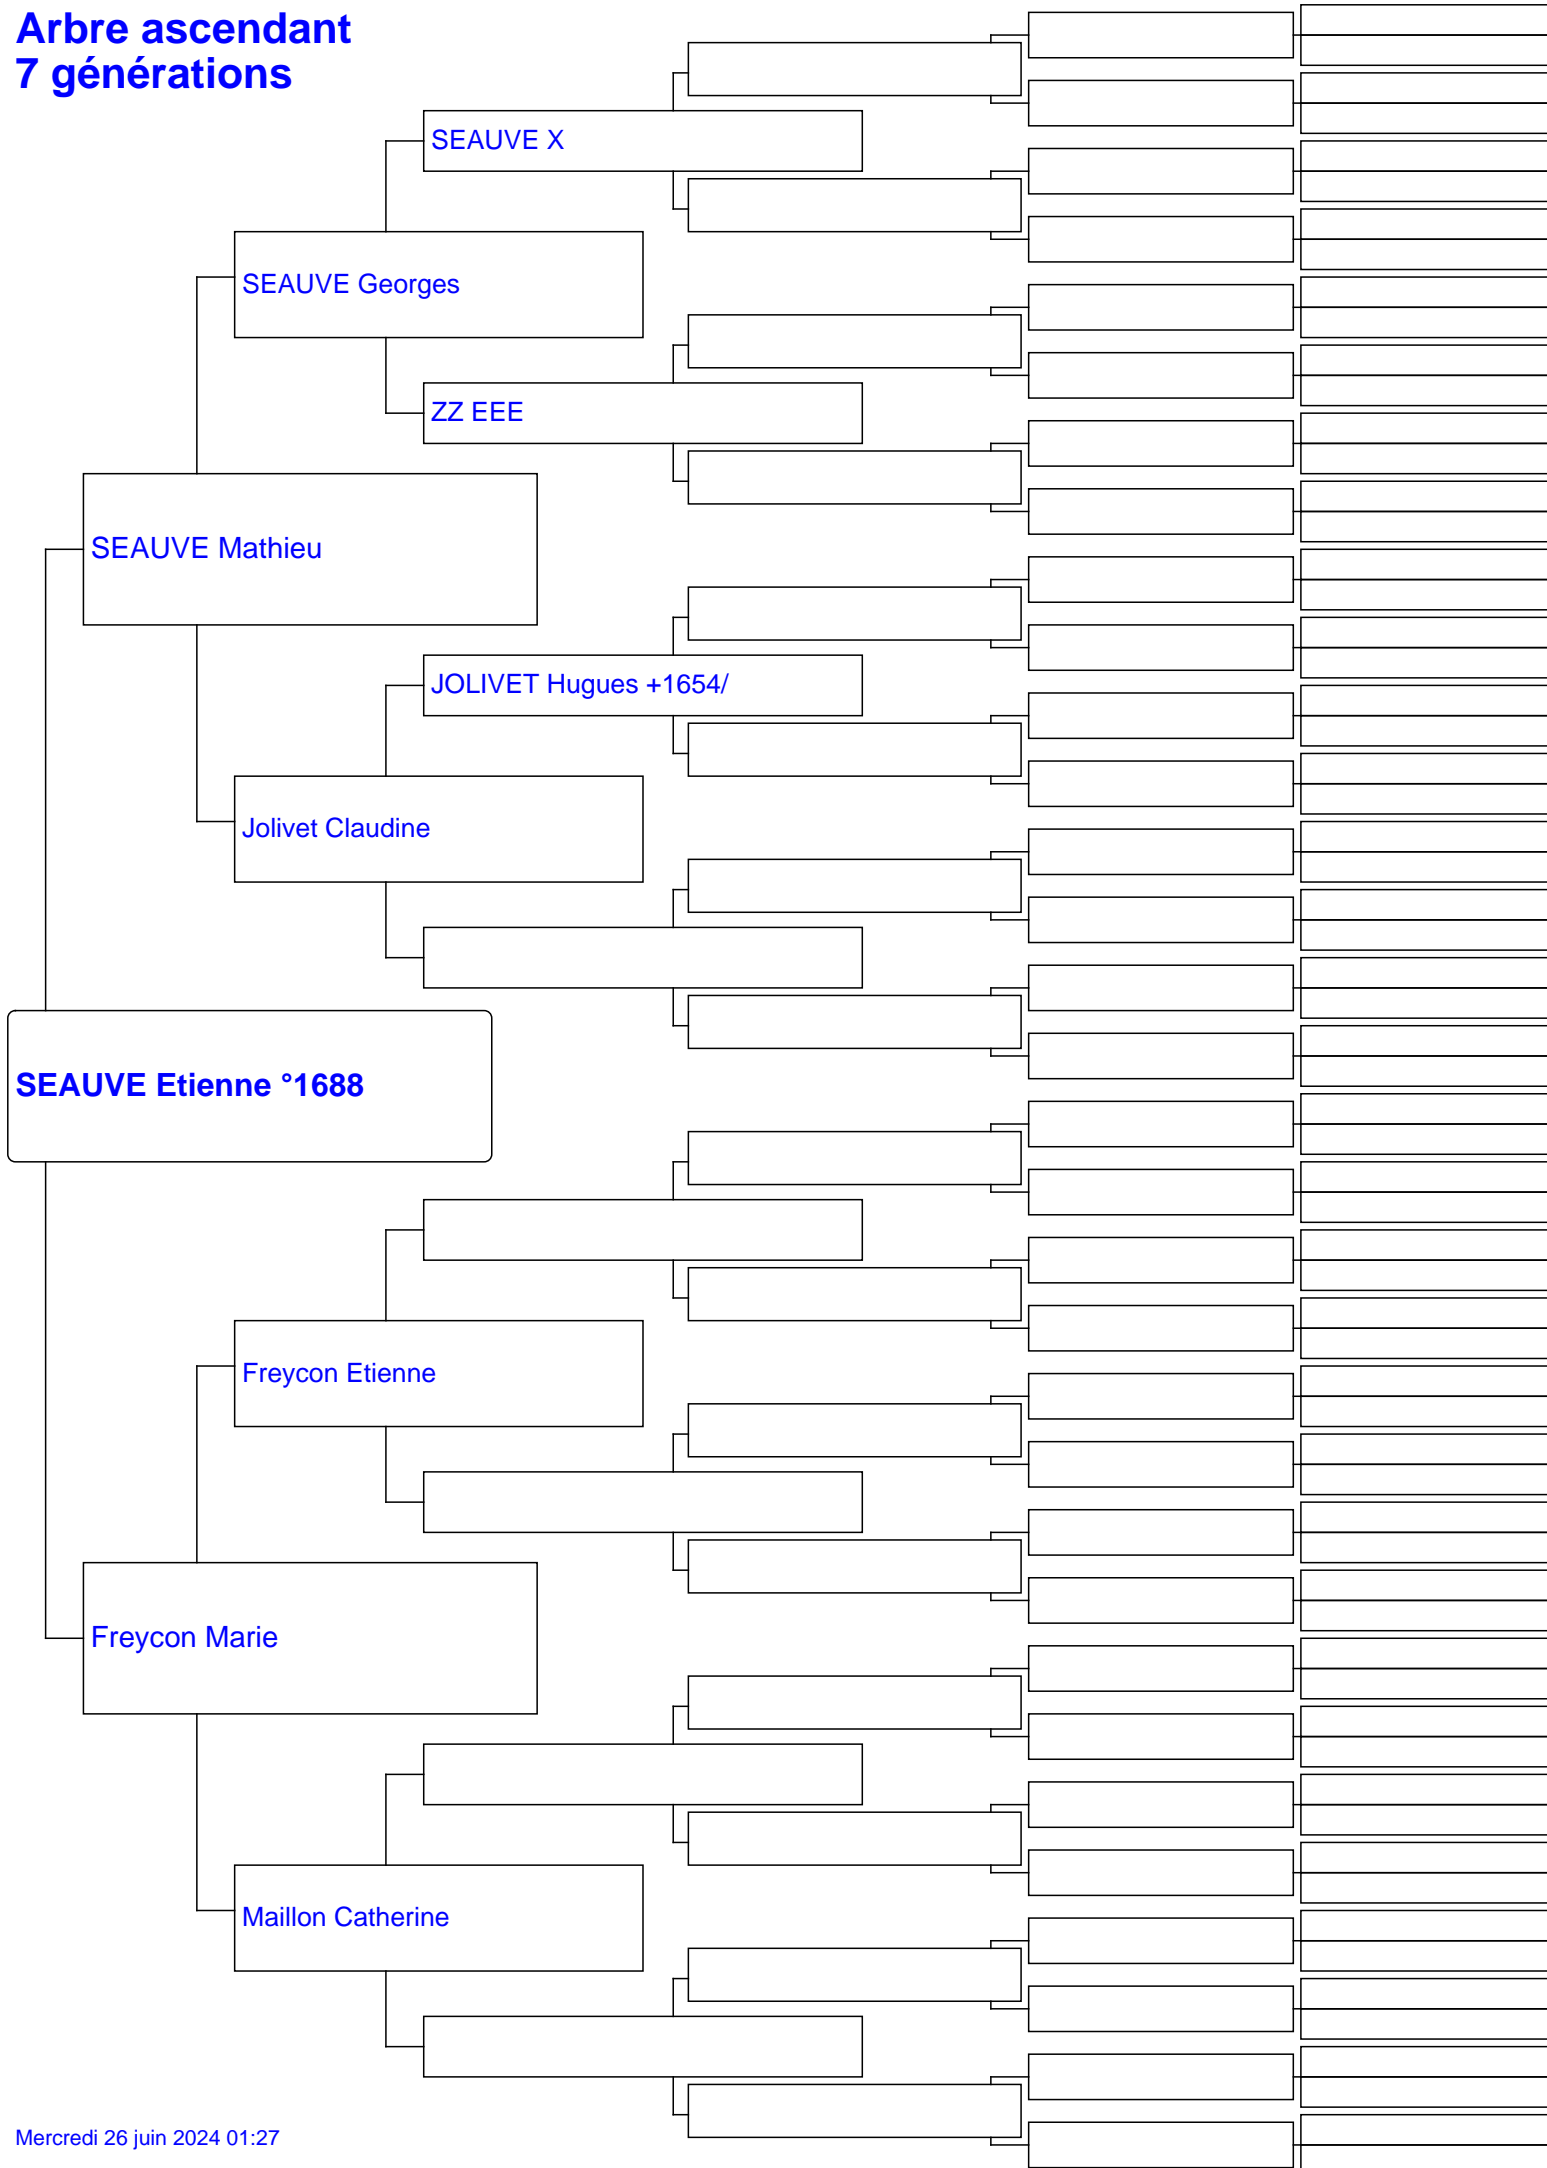 Arbre ascendant
7 générations
SEAUVE X
SEAUVE Georges
ZZ EEE
SEAUVE Mathieu
JOLIVET Hugues +1654/
Jolivet Claudine
SEAUVE Etienne °1688
Freycon Etienne
Freycon Marie
Maillon Catherine
Mercredi 26 juin 2024 01:27